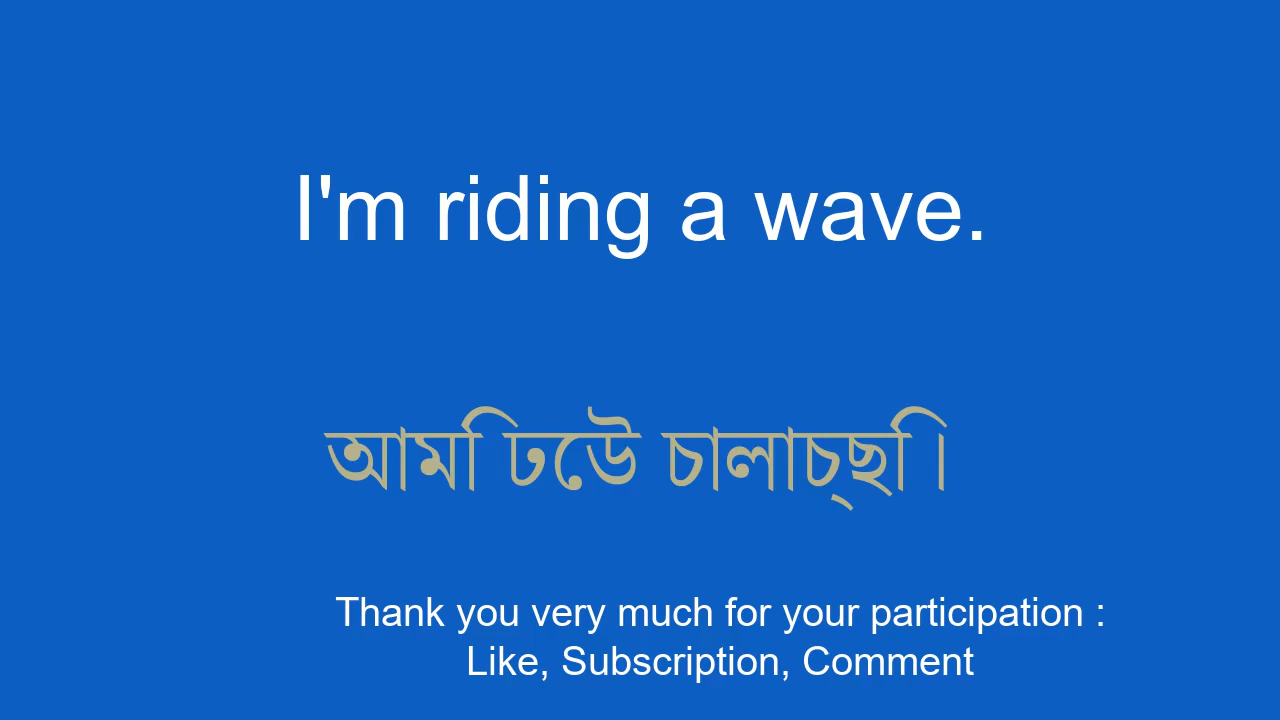 I'm riding a wave.
আমি ঢেউ চালাচ্ছি।
Thank you very much for your participation :
Like, Subscription, Comment